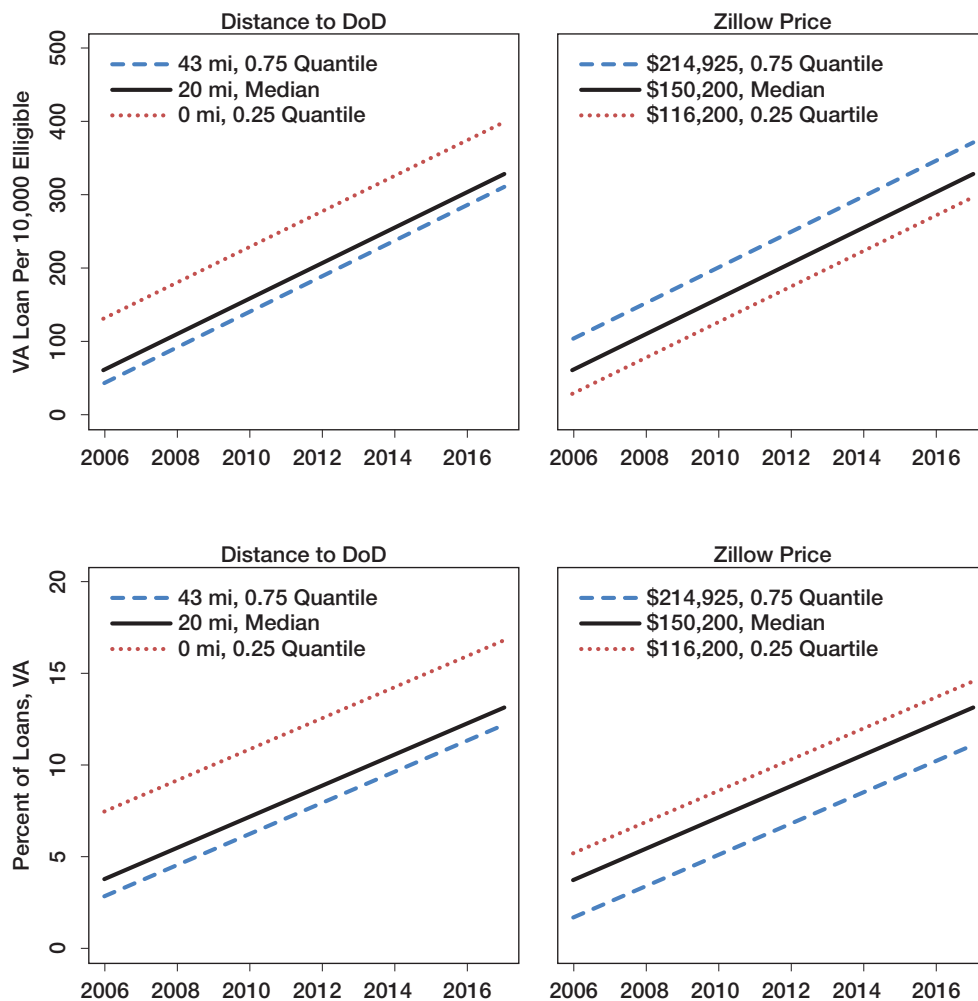 Distance to DoD
500
400
300
200
100
0
VA Loan Per 10,000 Elligible
43 mi, 0.75 Quantile
20 mi, Median
0 mi, 0.25 Quantile
2006 2008 2010 2012 2014 2016
Zillow Price
$214,925, 0.75 Quantile
$150,200, Median
$116,200, 0.25 Quartile
2006 2008 2010 2012 2014 2016
Distance to DoD
20
15
10
5
0
Percent of Loans, VA
43 mi, 0.75 Quantile
20 mi, Median
0 mi, 0.25 Quantile
2006 2008 2010 2012 2014 2016
Zillow Price
$214,925, 0.75 Quantile
$150,200, Median
$116,200, 0.25 Quartile
2006 2008 2010 2012 2014 2016